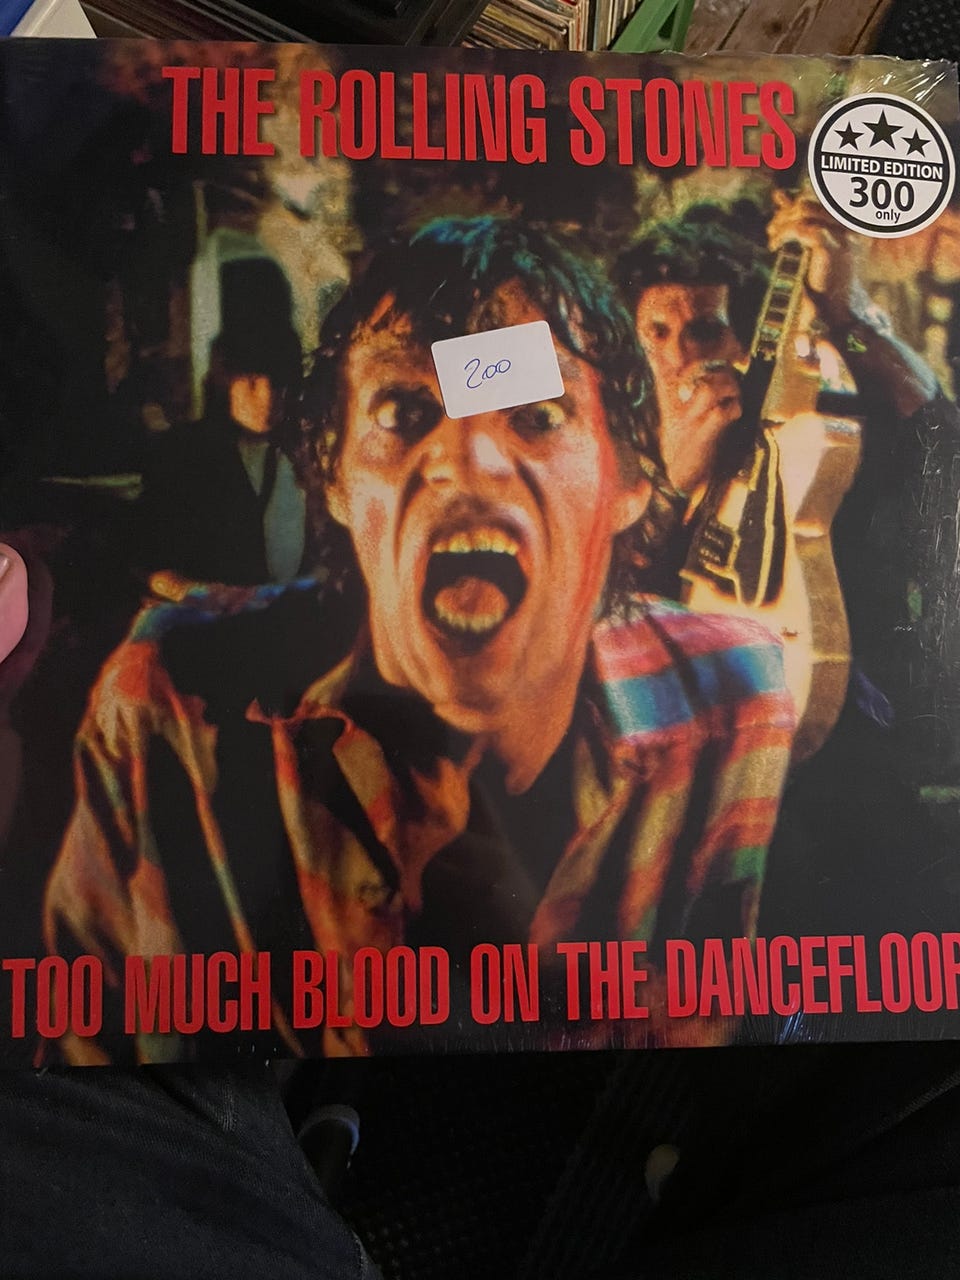 THE ROLLING STONES
LIMITED EDITION
300
only
200
TOO MUCH BLOOD ON THE DANCEFLOOR